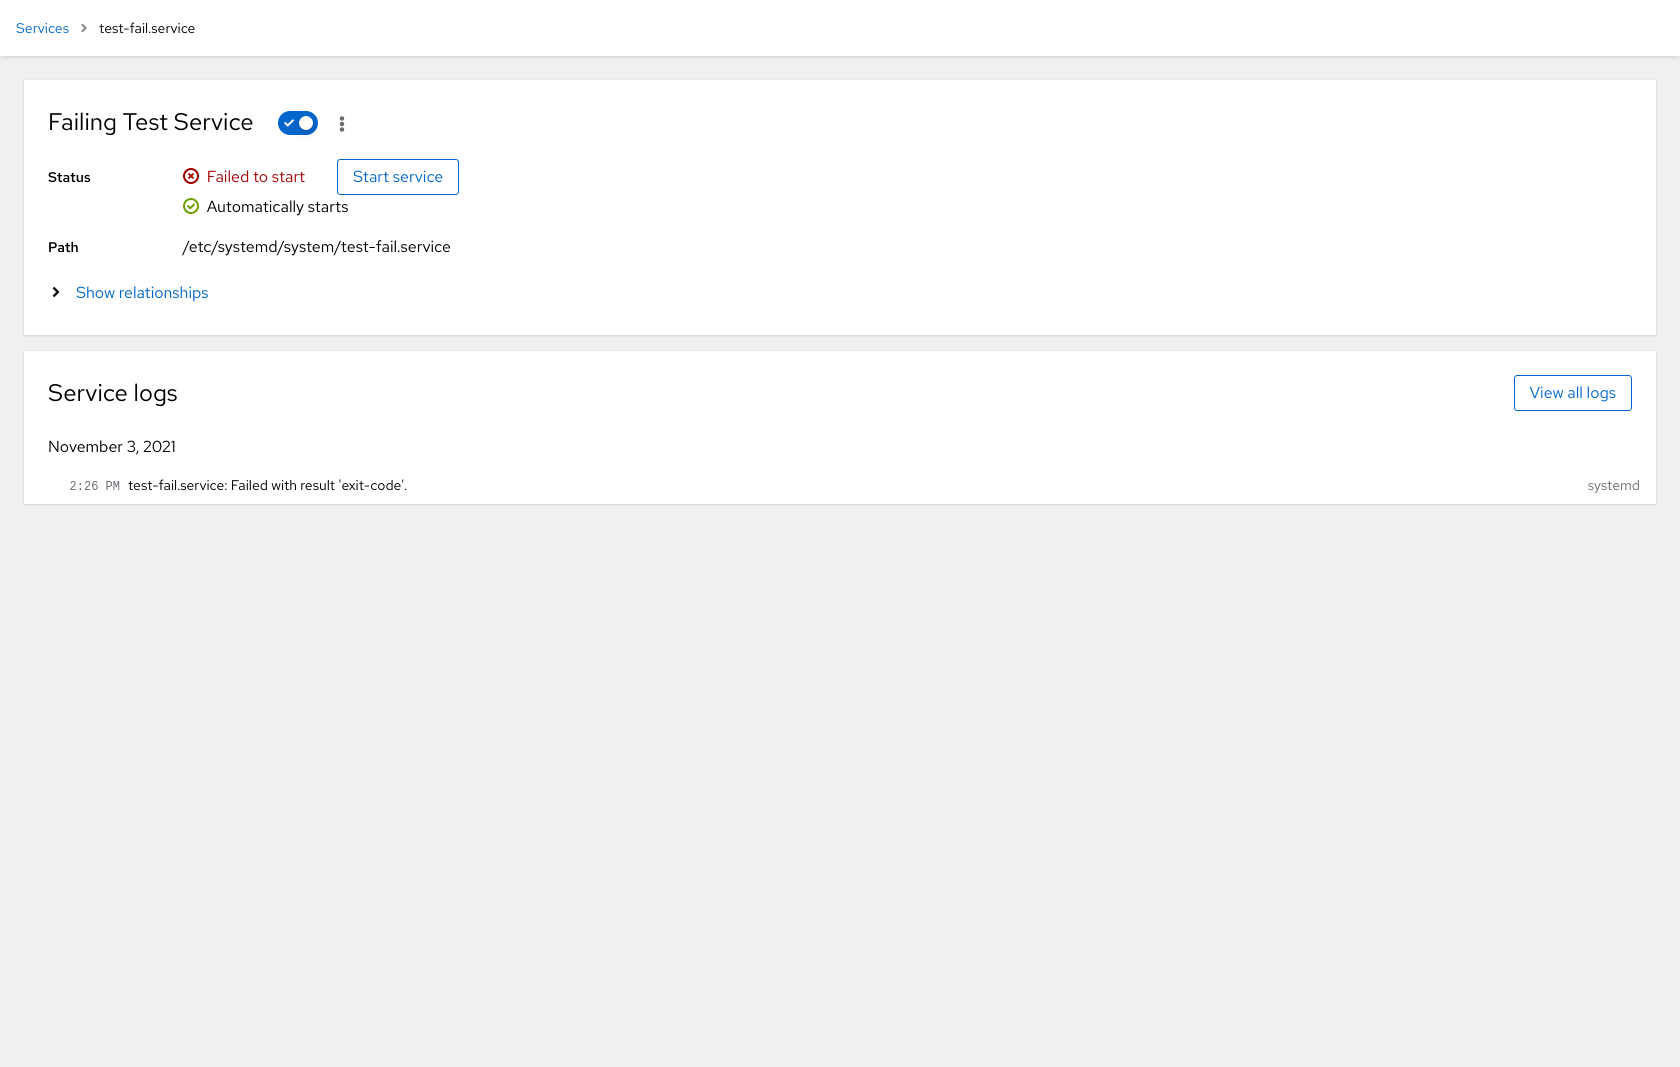 Services > test-fail.service
Failing Test Service
Status Failed to start Start service
Automatically starts
Path /etc/systemd/system/test-fail.service
Show relationships
Service logs View all logs
November 3, 2021
2:26 PM test-fail.service: Failed with result 'exit-code'. systemd